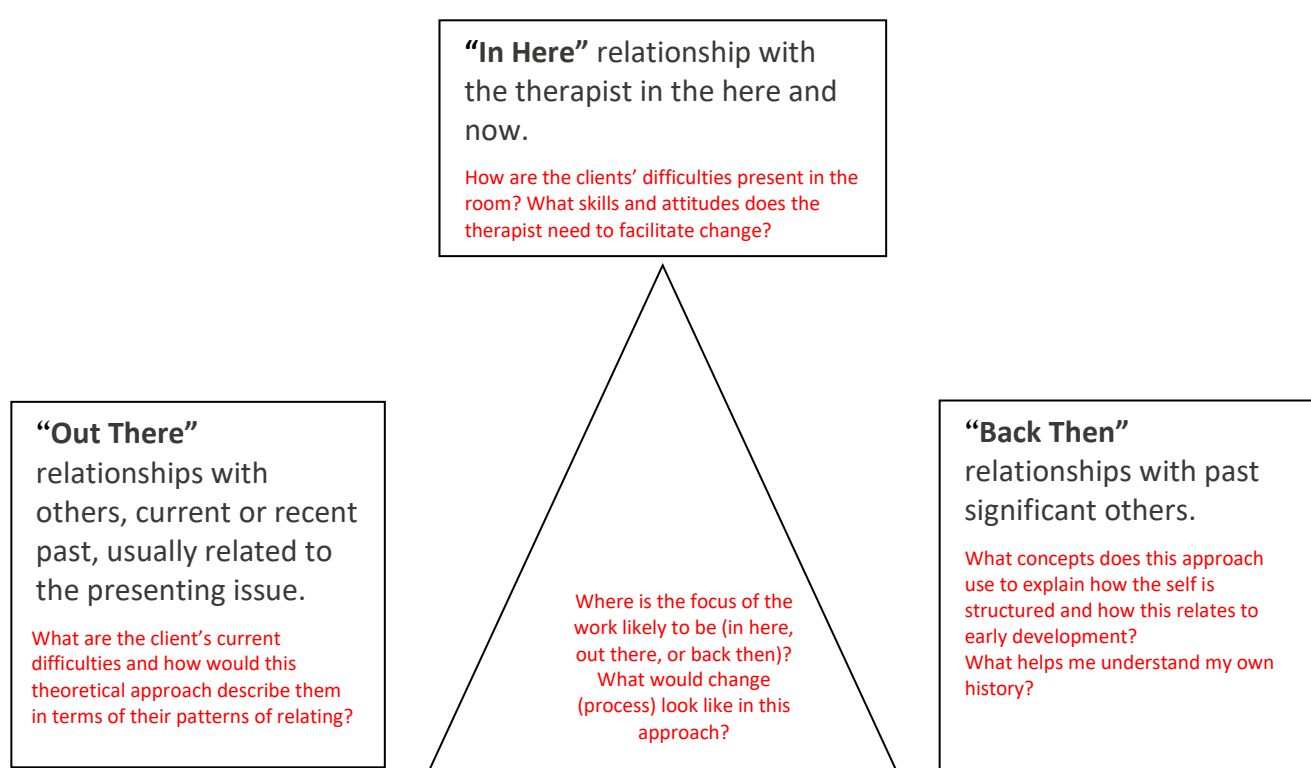 “In Here” relationship with
the therapist in the here and
now.
How are the clients’ difficulties present in the
room? What skills and attitudes does the
therapist need to facilitate change?
“Out There”
relationships with
others, current or recent
past, usually related to
the presenting issue.
What are the client’s current
difficulties and how would this
theoretical approach describe them
in terms of their patterns of relating?
Where is the focus of the
work likely to be (in here,
out there, or back then)?
What would change
(process) look like in this
approach?
“Back Then”
relationships with past
significant others.
What concepts does this approach
use to explain how the self is
structured and how this relates to
early development?
What helps me understand my own
history?